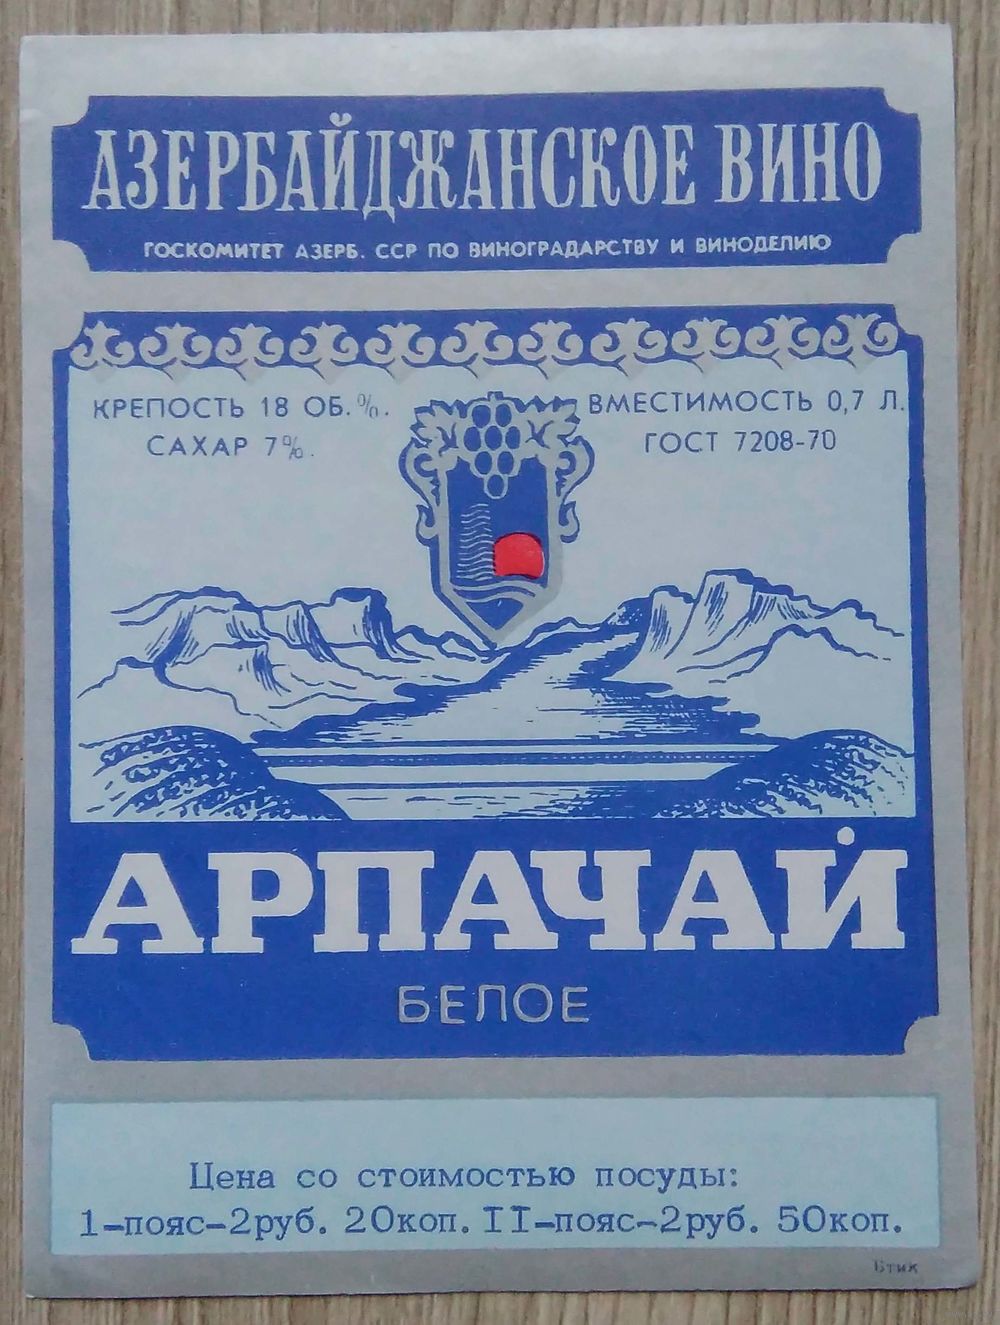 АЗЕРБАЙДЖАНСКОЕ ВИНО
ГОСКОМИТЕТ АЗЕРБ. ССР ПО ВИНОГРАДАРСТВУ И ВИНОДЕЛИЮ
КРЕПОСТЬ 18 ОБ.%.
САХАР 7%.
ВМЕСТИМОСТЬ 0,7 Л.
ГОСТ 7208-70
АРПАЧАЙ
БЕЛОЕ
Цена со стоимостью посуды:
1-пояс-2руб. 20коп. II-пояс-2руб. 50коп.